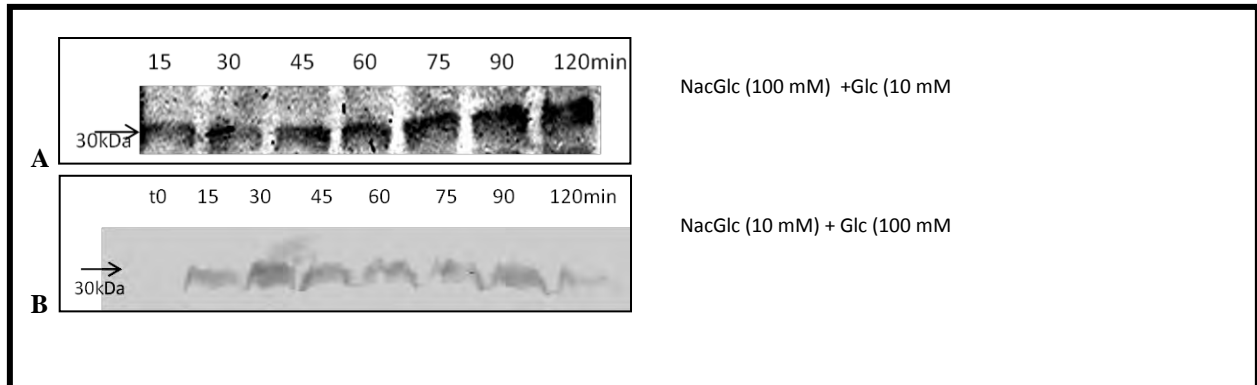 15 30 45 60 75 90 120min
NacGlc (100 mM) +Glc (10 mM
30kDa
A
t0 15 30 45 60 75 90 120min
NacGlc (10 mM) + Glc (100 mM
30kDa
B